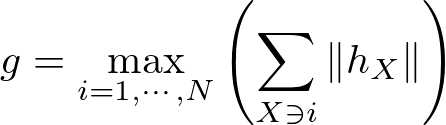 g = \max_{i=1,\cdots,N} \left( \sum_{X \ni i} \| h_X \| \right)